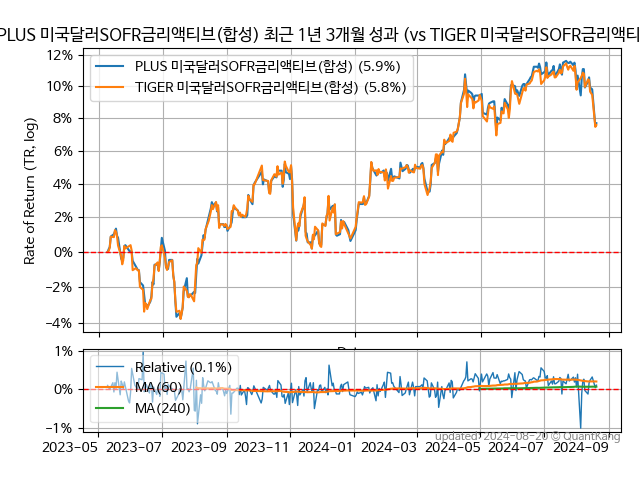 PLUS 미국달러SOFR금리액티브(합성) 최근 1년 3개월 성과 (vs TIGER 미국달러SOFR금리액티
12%
10%
8%
6%
4%
2%
0%
−2%
−4%
Rate of Return (TR, log)
PLUS 미국달러SOFR금리액티브(합성) (5.9%)
TIGER 미국달러SOFR금리액티브(합성) (5.8%)
1%
0%
−1%
Relative (0.1%)
MA(60)
MA(240)
updated: 2024-08-20 © QuantKang
2023-05 2023-07 2023-09 2023-11 2024-01 2024-03 2024-05 2024-07 2024-09